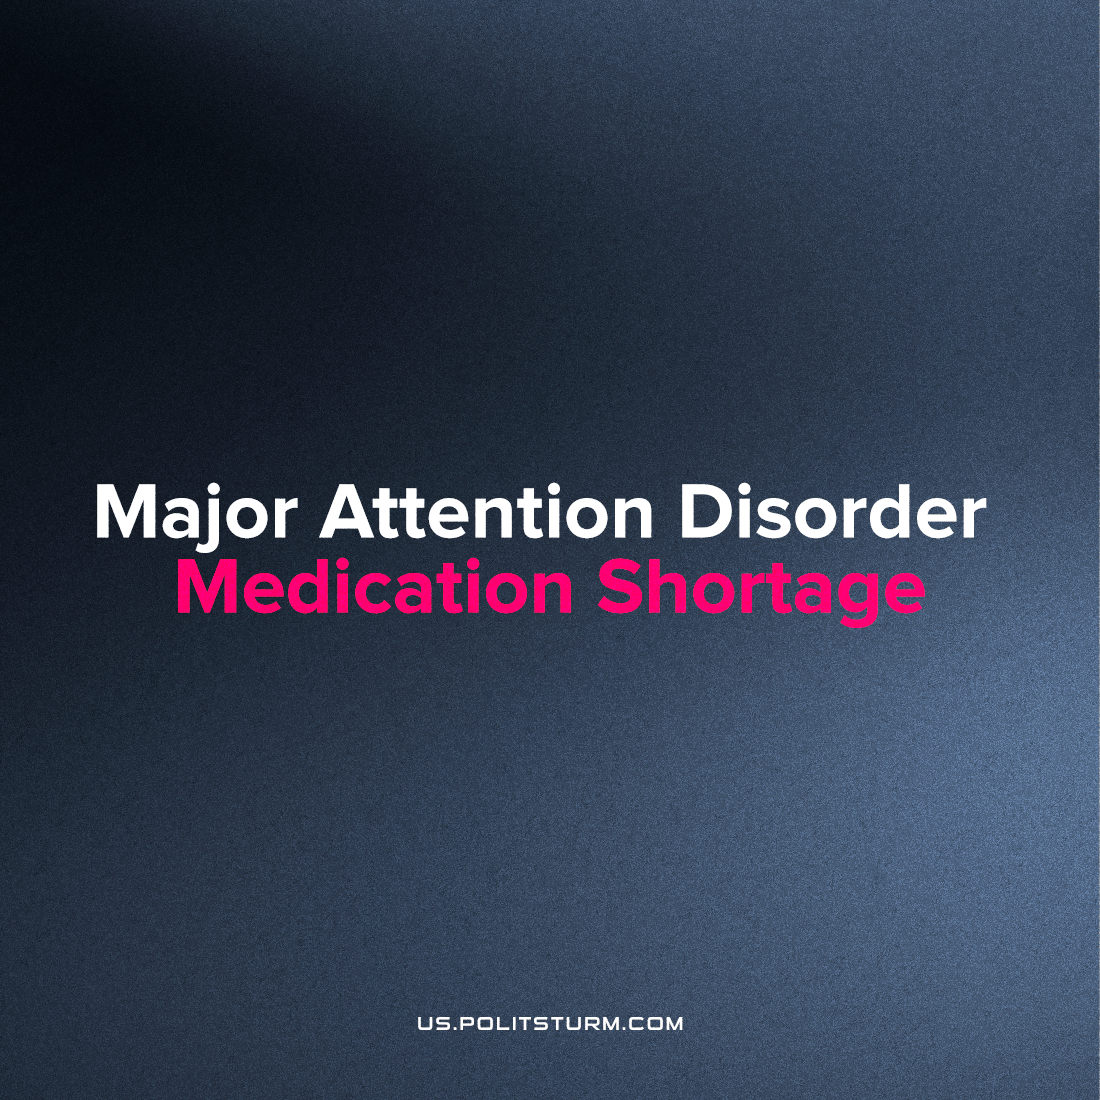 Major Attention Disorder
Medication Shortage
US.POLITSTURM.COM